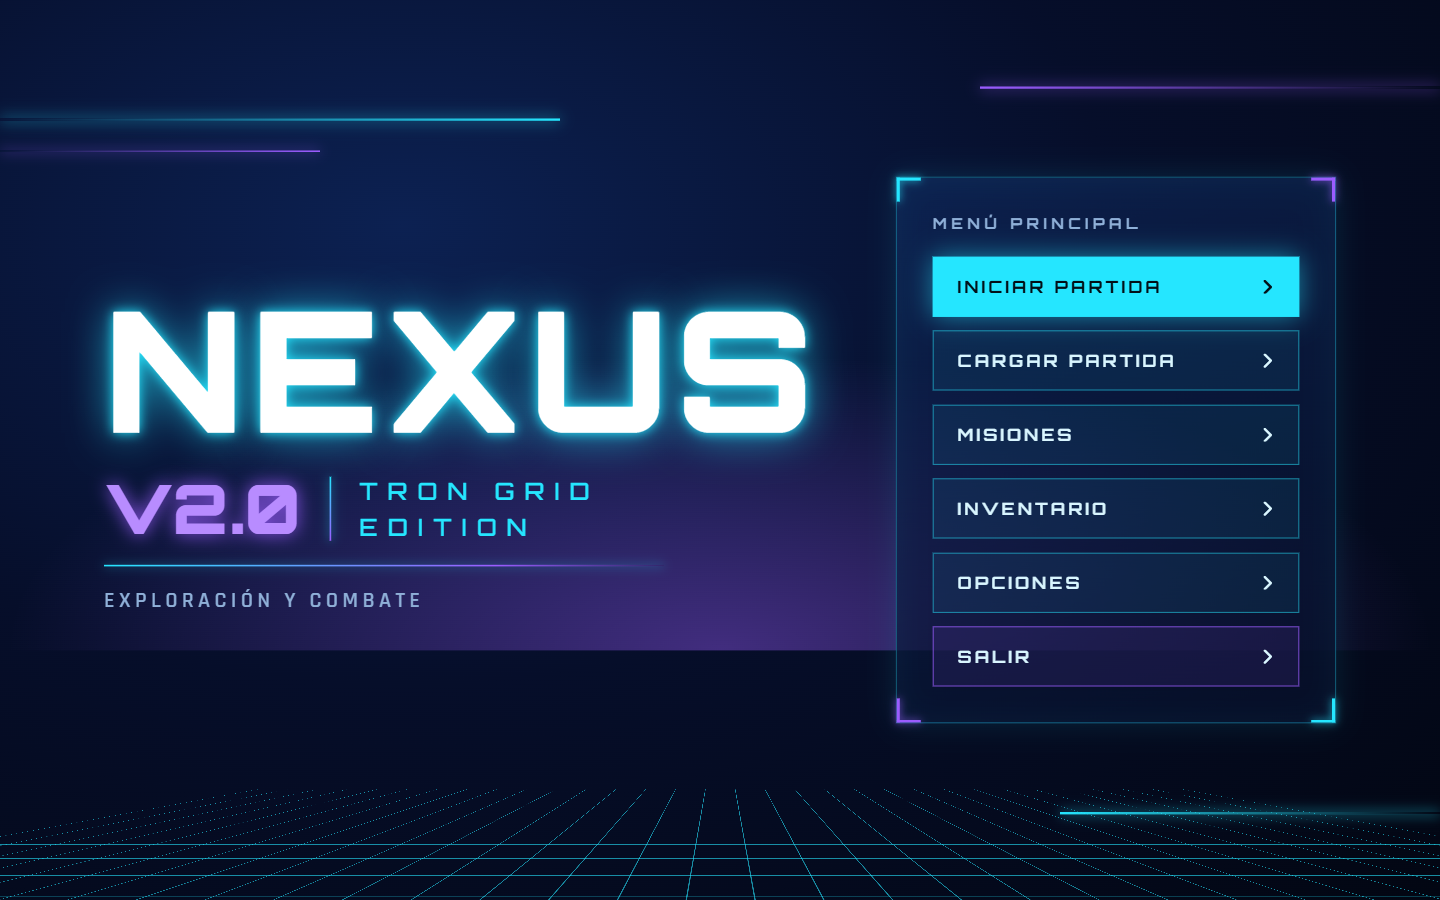 NEXUS
V2.0
TRON GRID
EDITION
EXPLORACIÓN Y COMBATE
MENÚ PRINCIPAL
INICIAR PARTIDA
CARGAR PARTIDA
MISIONES
INVENTARIO
OPCIONES
SALIR